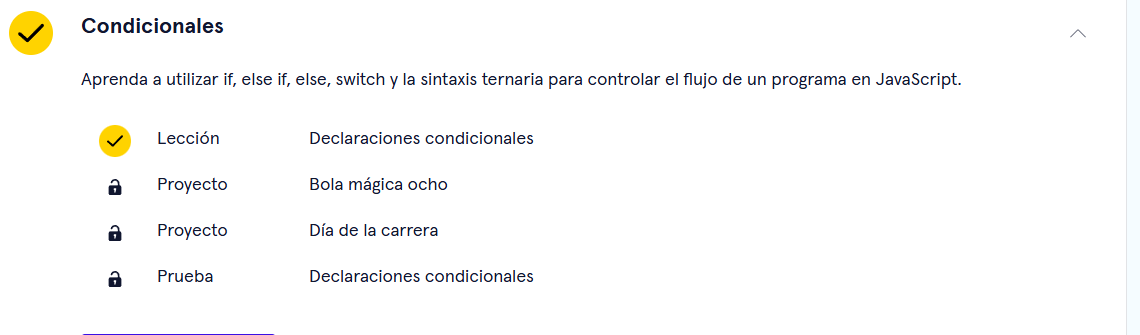 Condicionales
Aprenda a utilizar if, else if, else, switch y la sintaxis ternaria para controlar el flujo de un programa en JavaScript.
Lección Declaraciones condicionales
Proyecto Bola mágica ocho
Proyecto Día de la carrera
Prueba Declaraciones condicionales